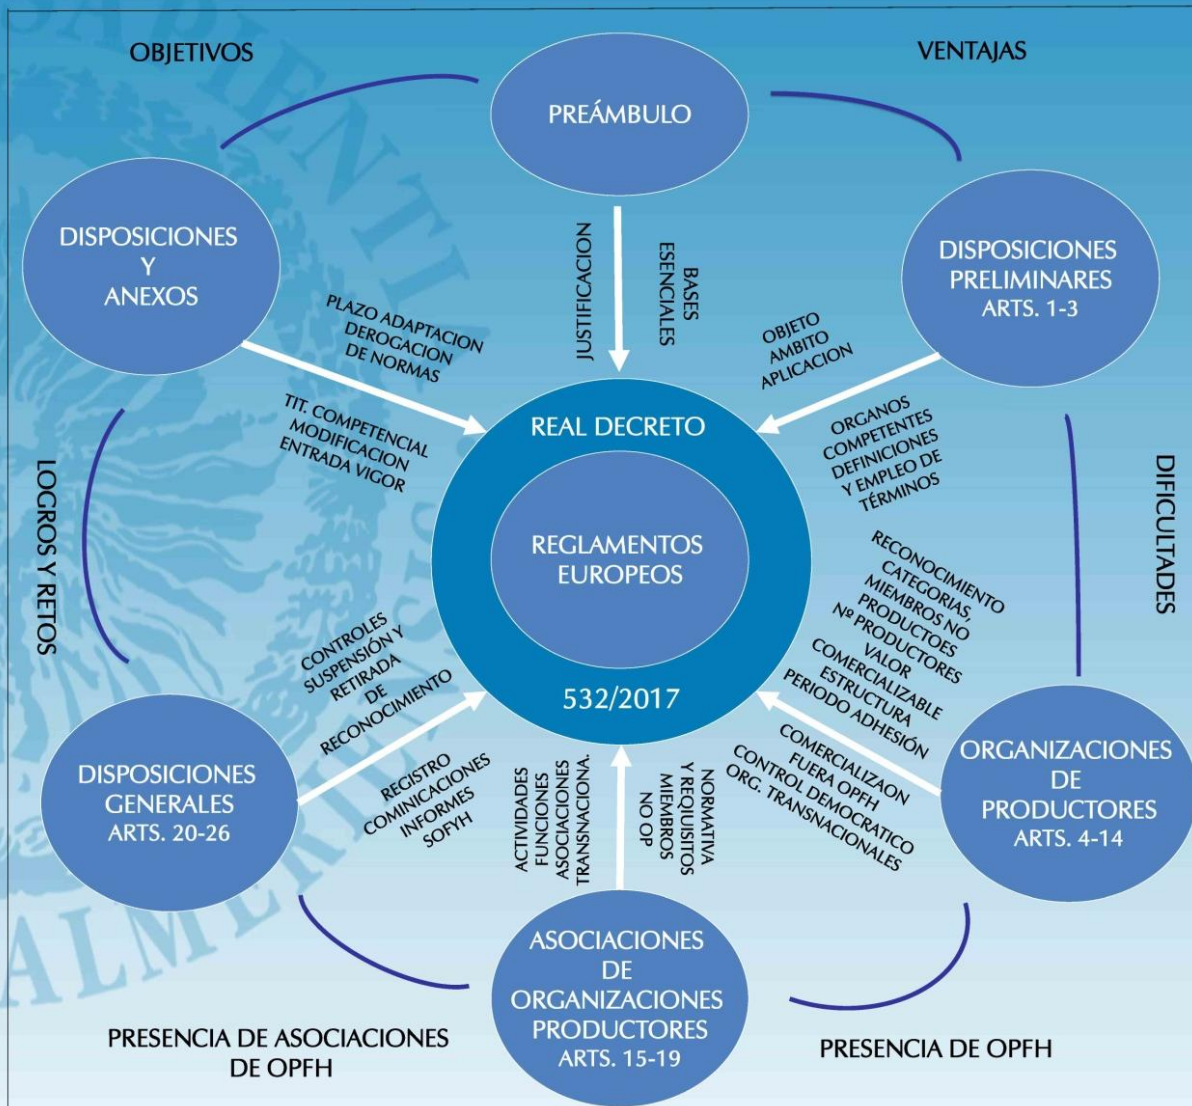 OBJETIVOS
VENTAJAS
PREÁMBULO
DISPOSICIONES
Y
ANEXOS
DISPOSICIONES
PRELIMINARES
ARTS. 1-3
JUSTIFICACION
BASES
ESENCIALES
PLAZO ADAPTACION
DEROGACION
DE NORMAS
TIT. COMPETENCIAL
MODIFICACION
ENTRADA VIGOR
OBJETO
AMBITO
APLICACION
ORGANOS
COMPETENTES
DEFINICIONES
Y EMPLEO DE
TÉRMINOS
REAL DECRETO
REGLAMENTOS
EUROPEOS
532/2017
LOGROS Y RETOS
DIFICULTADES
RECONOCIMIENTO
CATEGORIAS,
MIEMBROS NO
PRODUCTOES
Nº PRODUCTORES
VALOR
COMERCIALIZABLE
ESTRUCTURA
PERIODO ADHESIÓN
COMERCIALIZAON
FUERA OPFH
CONTROL DEMOCRATICO
ORG. TRANSNACIONALES
ORGANIZACIONES
DE
PRODUCTORES
ARTS. 4-14
CONTROLES
SUSPENSIÓN Y
RETIRADA
DE
RECONOCIMIENTO
REGISTRO
COMINICACIONES
INFORMES
SOFYH
DISPOSICIONES
GENERALES
ARTS. 20-26
ACTIVIDADES
FUNCIONES
ASOCIACIONES
TRANSNACIONA.
NORMATIVA
Y REQIUISITOS
MIEMBROS
NO OP
ASOCIACIONES
DE
ORGANIZACIONES
PRODUCTORES
ARTS. 15-19
PRESENCIA DE ASOCIACIONES
DE OPFH
PRESENCIA DE OPFH